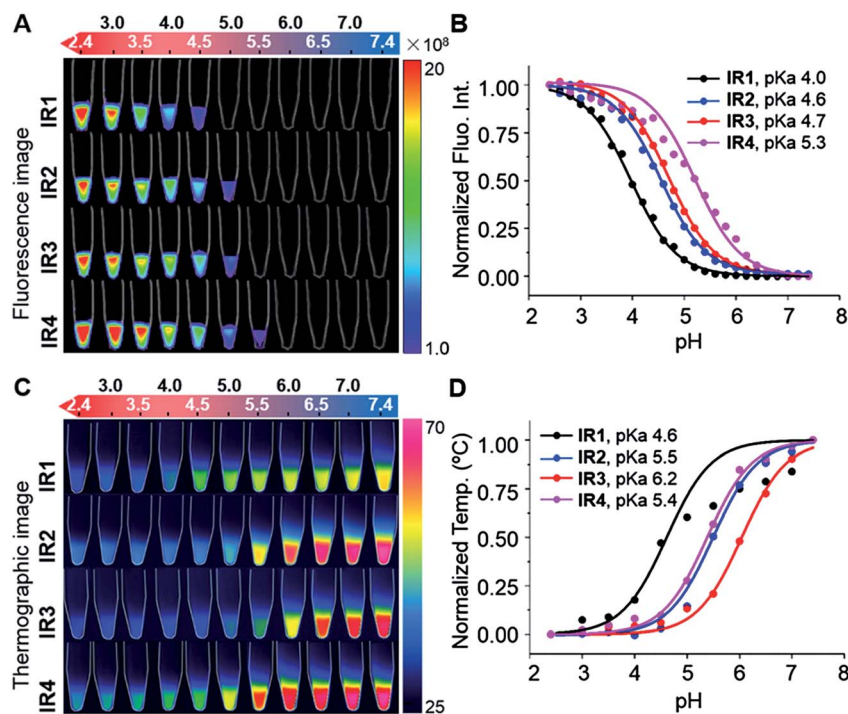 A
3.0 4.0 5.0 6.0 7.0
2.4 3.5 4.5 5.5 6.5 7.4
×10⁸
20
1.0
Fluorescence image
IR1
IR2
IR3
IR4
B
Normalized Fluo. Int.
1.00
0.75
0.50
0.25
0.00
IR1, pKa 4.0
IR2, pKa 4.6
IR3, pKa 4.7
IR4, pKa 5.3
2 3 4 5 6 7 8
pH
C
3.0 4.0 5.0 6.0 7.0
2.4 3.5 4.5 5.5 6.5 7.4
70
25
Thermographic image
IR1
IR2
IR3
IR4
D
Normalized Temp. (ºC)
1.00
0.75
0.50
0.25
0.00
IR1, pKa 4.6
IR2, pKa 5.5
IR3, pKa 6.2
IR4, pKa 5.4
2 3 4 5 6 7 8
pH